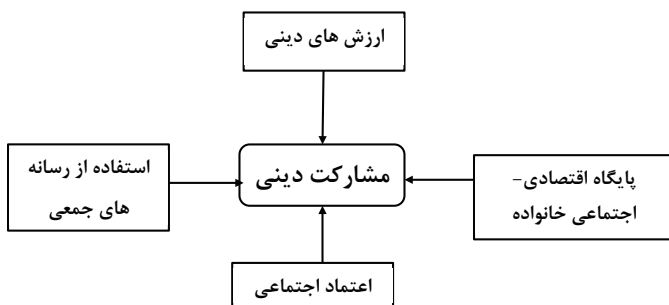 ارزش های دینی
مشارکت دینی
پایگاه اقتصادی-
اجتماعی خانواده
استفاده از رسانه
های جمعی
اعتماد اجتماعی